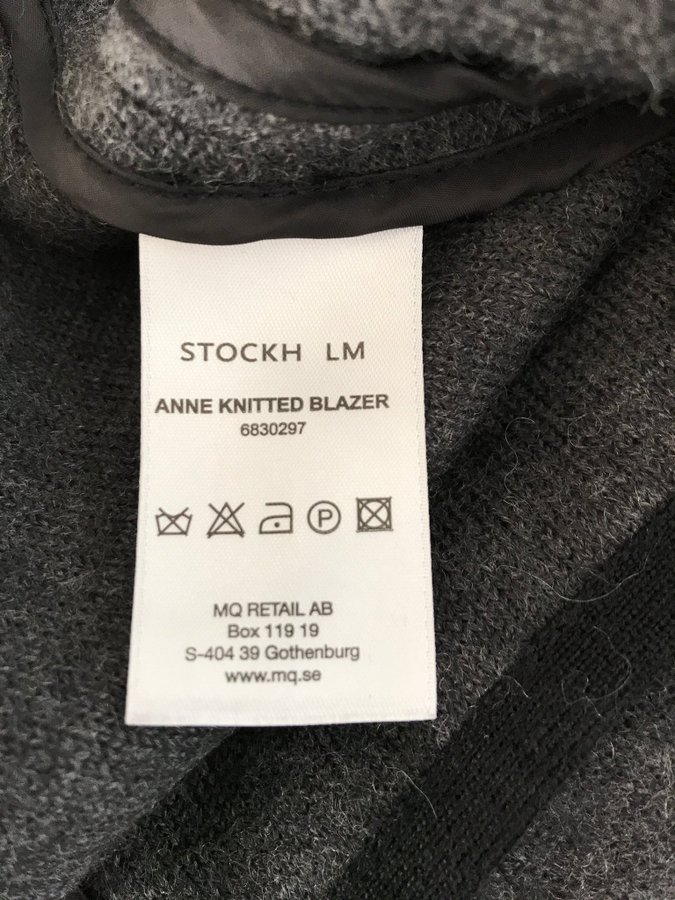 STOCKH LM
ANNE KNITTED BLAZER
6830297
P
MQ RETAIL AB
Box 119 19
S-404 39 Gothenburg
www.mq.se